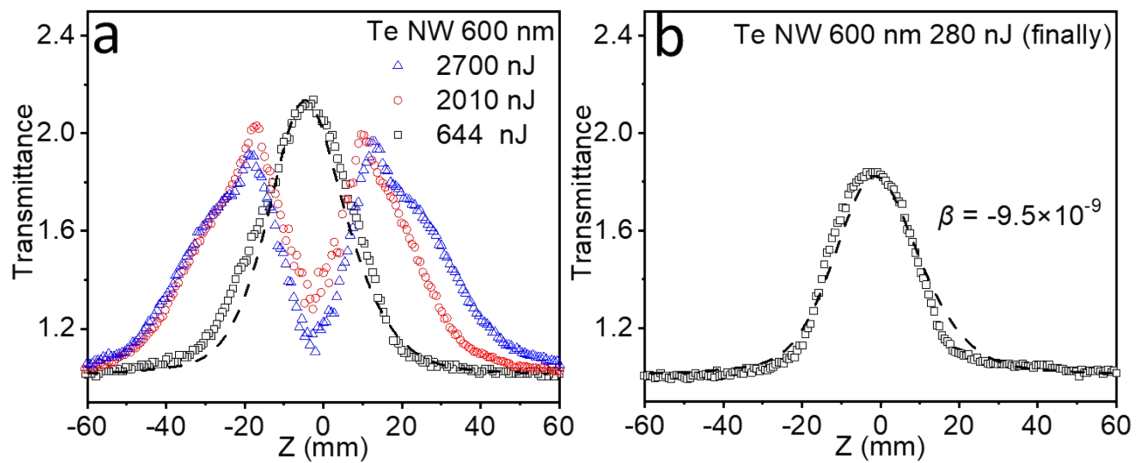 a
Te NW 600 nm
2700 nJ
2010 nJ
644 nJ
2.4
2.0
1.6
1.2
Transmittance
-60 -40 -20 0 20 40 60
Z (mm)
b
Te NW 600 nm 280 nJ (finally)
β = -9.5×10⁻⁹
2.4
2.0
1.6
1.2
Transmittance
-60 -40 -20 0 20 40 60
Z (mm)